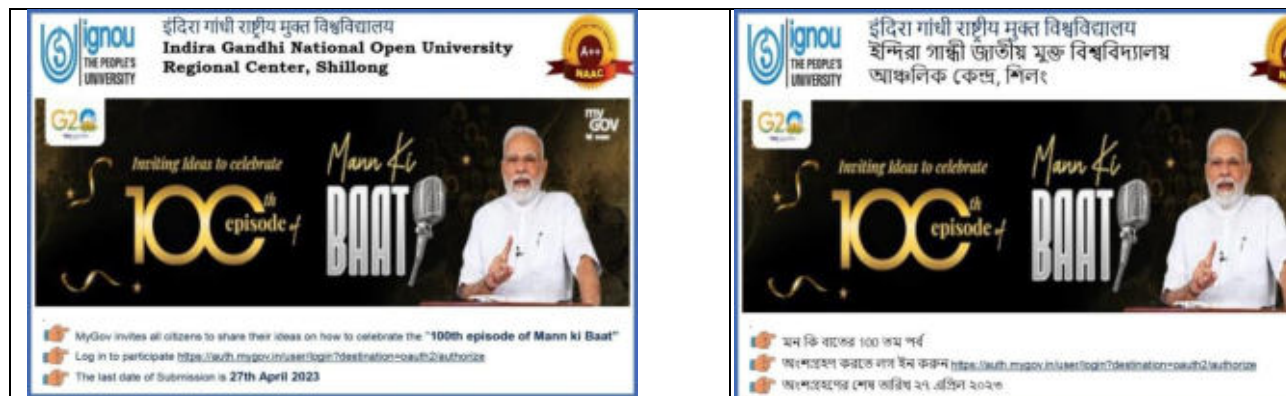 ignou
THE PEOPLE'S
UNIVERSITY
इंदिरा गांधी राष्ट्रीय मुक्त विश्वविद्यालय
Indira Gandhi National Open University
Regional Center, Shillong
A++
NAAC
G20
my
GOV
Inviting Ideas to celebrate
100th
episode of
Mann Ki
BAAT
MyGov invites all citizens to share their ideas on how to celebrate the "100th episode of Mann ki Baat"
Log in to participate https://auth.mygov.in/user/login?destination=oauth2/authorize
The last date of Submission is 27th April 2023
ignou
THE PEOPLE'S
UNIVERSITY
इंदिरा गांधी राष्ट्रीय मुक्त विश्वविद्यालय
ইন্দিরা গান্ধী জাতীয় মুক্ত বিশ্ববিদ্যালয়
আঞ্চলিক কেন্দ্র, শিলং
G20
Inviting Ideas to celebrate
100th
episode of
Mann Ki
BAAT
মন কি বাতের 100 তম পর্ব
অংশগ্রহণ করতে লগ ইন করুন https://auth.mygov.in/user/login?destination=oauth2/authorize
অংশগ্রহণের শেষ তারিখ ২৭ এপ্রিল ২০২৩